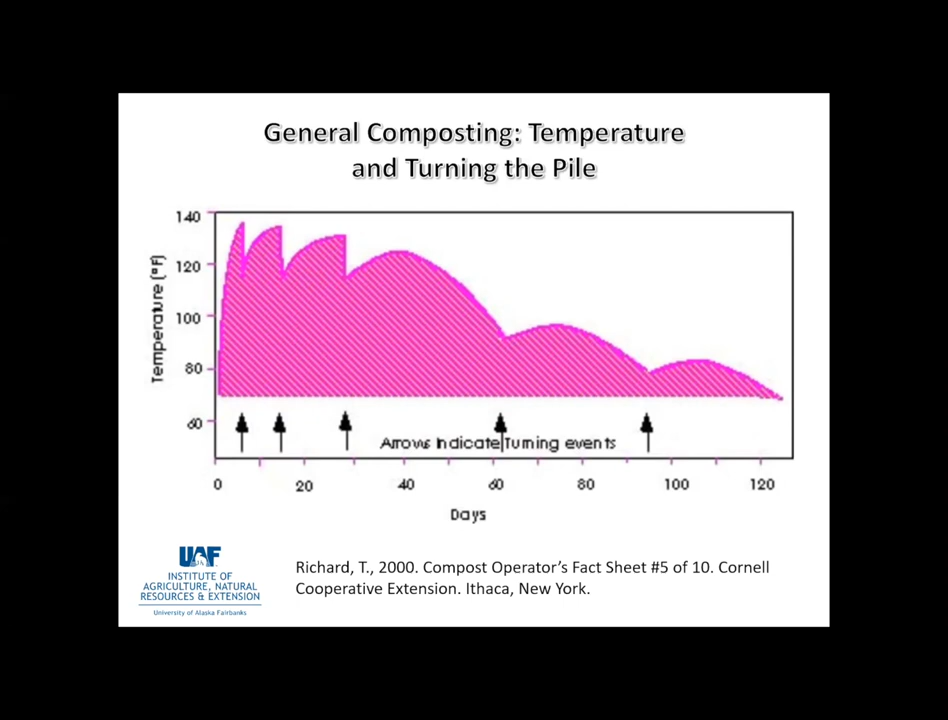 General Composting: Temperature
and Turning the Pile
Temperature (°F)
140
120
100
80
60
Arrows Indicate Turning events
0 20 40 60 80 100 120
Days
UAF
INSTITUTE OF
AGRICULTURE, NATURAL
RESOURCES & EXTENSION
University of Alaska Fairbanks
Richard, T., 2000. Compost Operator's Fact Sheet #5 of 10. Cornell
Cooperative Extension. Ithaca, New York.